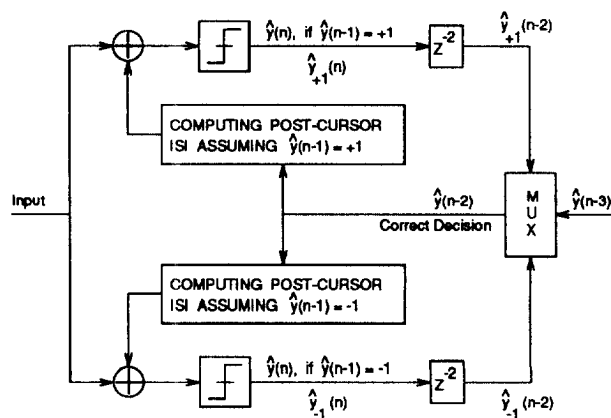 ŷ(n), if ŷ(n-1) = +1
ŷ+1(n)
z-2
ŷ+1(n-2)
COMPUTING POST-CURSOR
ISI ASSUMING ŷ(n-1) = +1
Input
ŷ(n-2)
Correct Decision
M
U
X
ŷ(n-3)
COMPUTING POST-CURSOR
ISI ASSUMING ŷ(n-1) = -1
ŷ(n), if ŷ(n-1) = -1
ŷ-1(n)
z-2
ŷ-1(n-2)